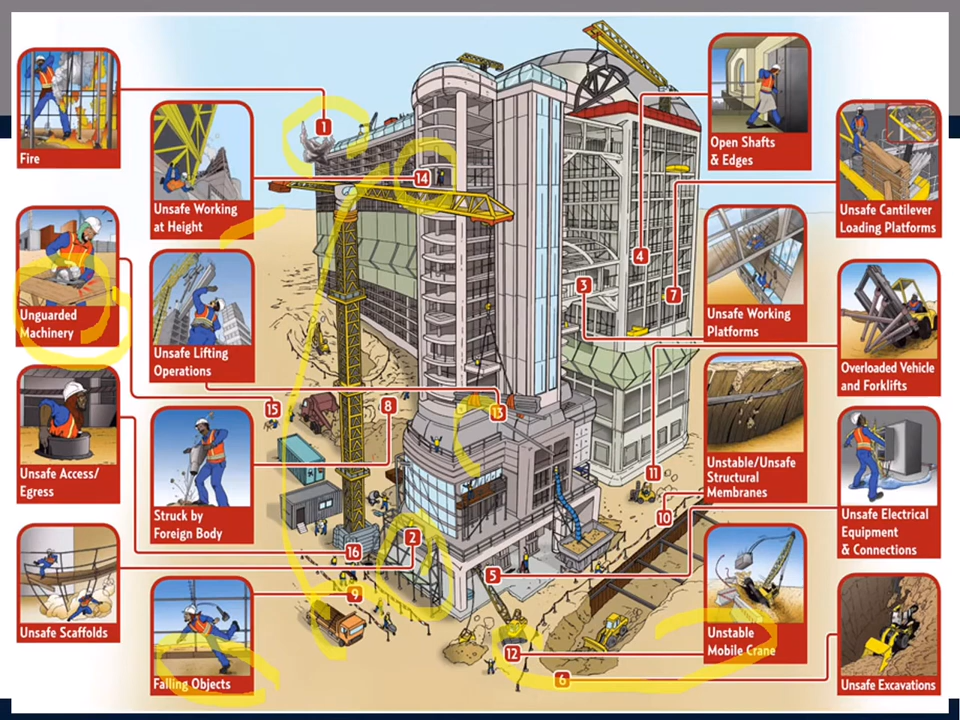 Fire
Unsafe Working
at Height
Unguarded
Machinery
Unsafe Lifting
Operations
Unsafe Access/
Egress
Struck by
Foreign Body
Unsafe Scaffolds
Falling Objects
1
14
4
3
7
15
8
13
11
10
2
16
5
9
12
6
Open Shafts
& Edges
Unsafe Cantilever
Loading Platforms
Unsafe Working
Platforms
Overloaded Vehicle
and Forklifts
Unstable/Unsafe
Structural
Membranes
Unsafe Electrical
Equipment
& Connections
Unstable
Mobile Crane
Unsafe Excavations